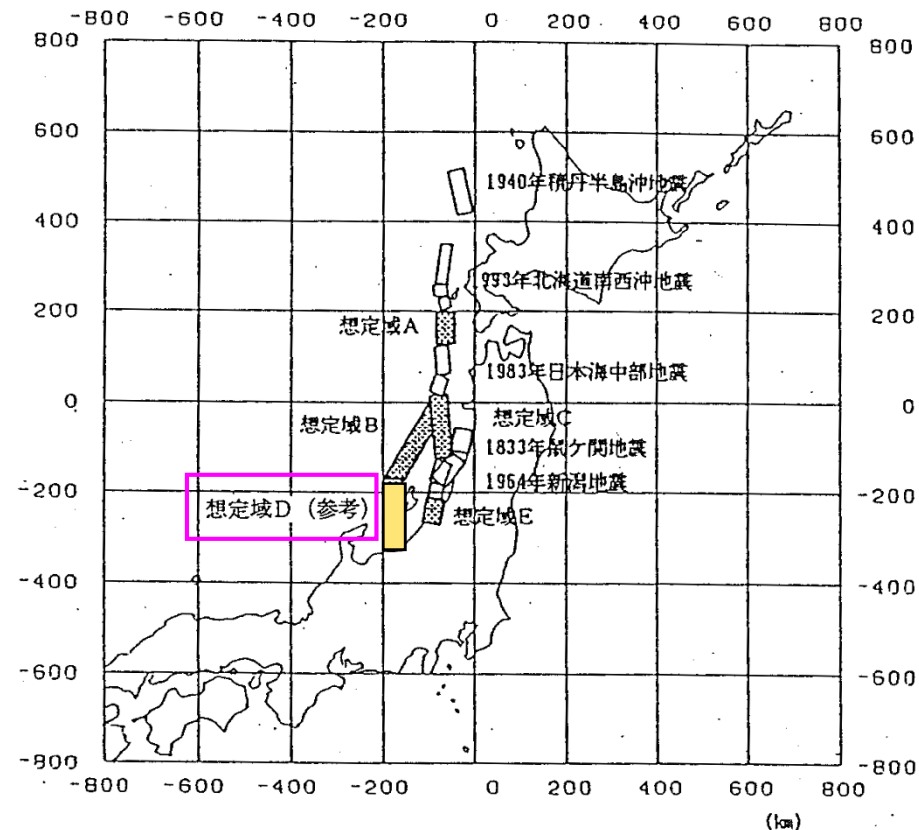 -800 -600 -400 -200 0 200 400 600 800
800 800
600 600
1940年積丹半島沖地震
400 400
993年北海道南西沖地震
200 200
想定域A
1983年日本海中部地震
0 0
想定域C
想定域B
1833年鼠ケ関地震
1964年新潟地震
-200 -200
想定域D (参考)
想定域E
-400 -400
-600 -600
-800 -800
-800 -600 -400 -200 0 200 400 600 800
(km)